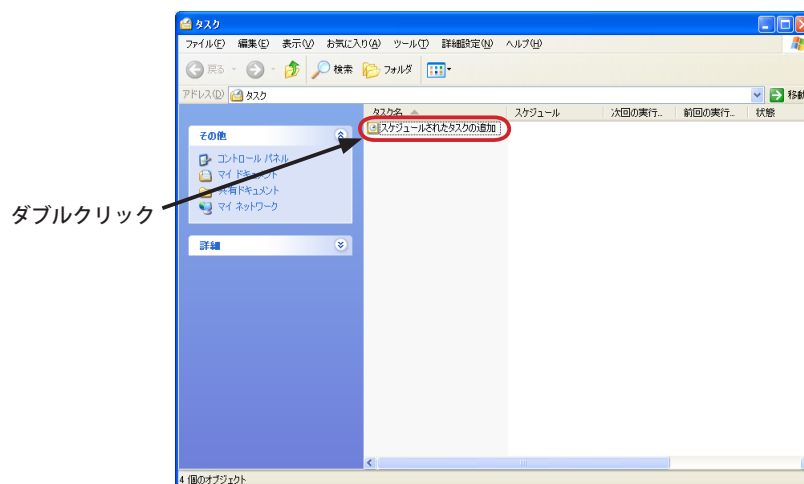 タスク
ファイル(F) 編集(E) 表示(V) お気に入り(A) ツール(T) 詳細設定(N) ヘルプ(H)
戻る 検索 フォルダ
アドレス(D) タスク 移動
タスク名 スケジュール 次回の実行... 前回の実行... 状態
スケジュールされたタスクの追加
その他
コントロール パネル
マイ ドキュメント
共有ドキュメント
マイ ネットワーク
ダブルクリック
詳細
4 個のオブジェクト